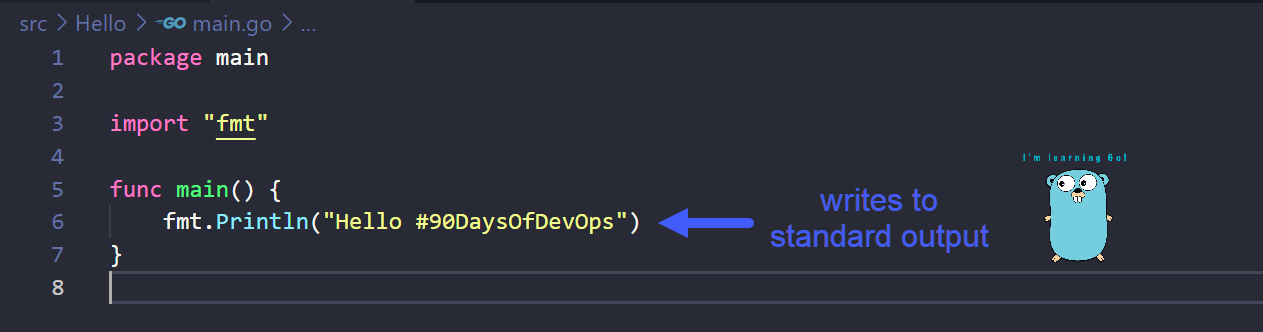 src > Hello > GO main.go > ...
1 package main
2
3 import "fmt"
4
5 func main() {
6     fmt.Println("Hello #90DaysOfDevOps")
7 }
8
writes to
standard output
I'm learning Go!